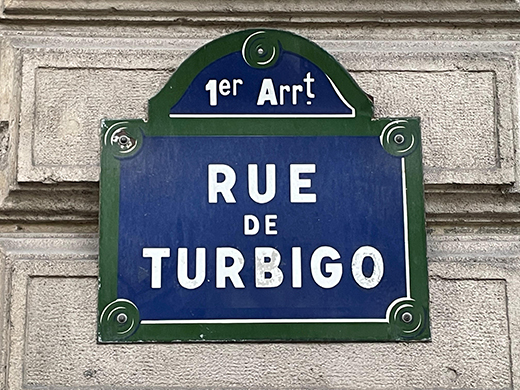 1er Arrt.
RUE
DE
TURBIGO